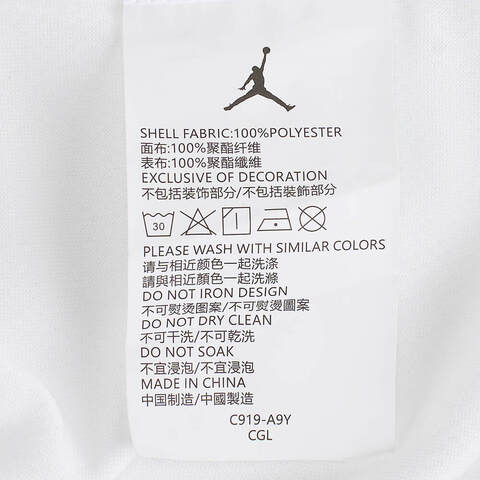 SHELL FABRIC:100%POLYESTER
面布:100%聚酯纤维
表布:100%聚酯纖維
EXCLUSIVE OF DECORATION
不包括装饰部分/不包括裝飾部分
30
PLEASE WASH WITH SIMILAR COLORS
请与相近颜色一起洗涤
請與相近顏色一起洗滌
DO NOT IRON DESIGN
不可熨烫图案/不可熨燙圖案
DO NOT DRY CLEAN
不可干洗/不可乾洗
DO NOT SOAK
不宜浸泡/不宜浸泡
MADE IN CHINA
中国制造/中國製造
C919-A9Y
CGL